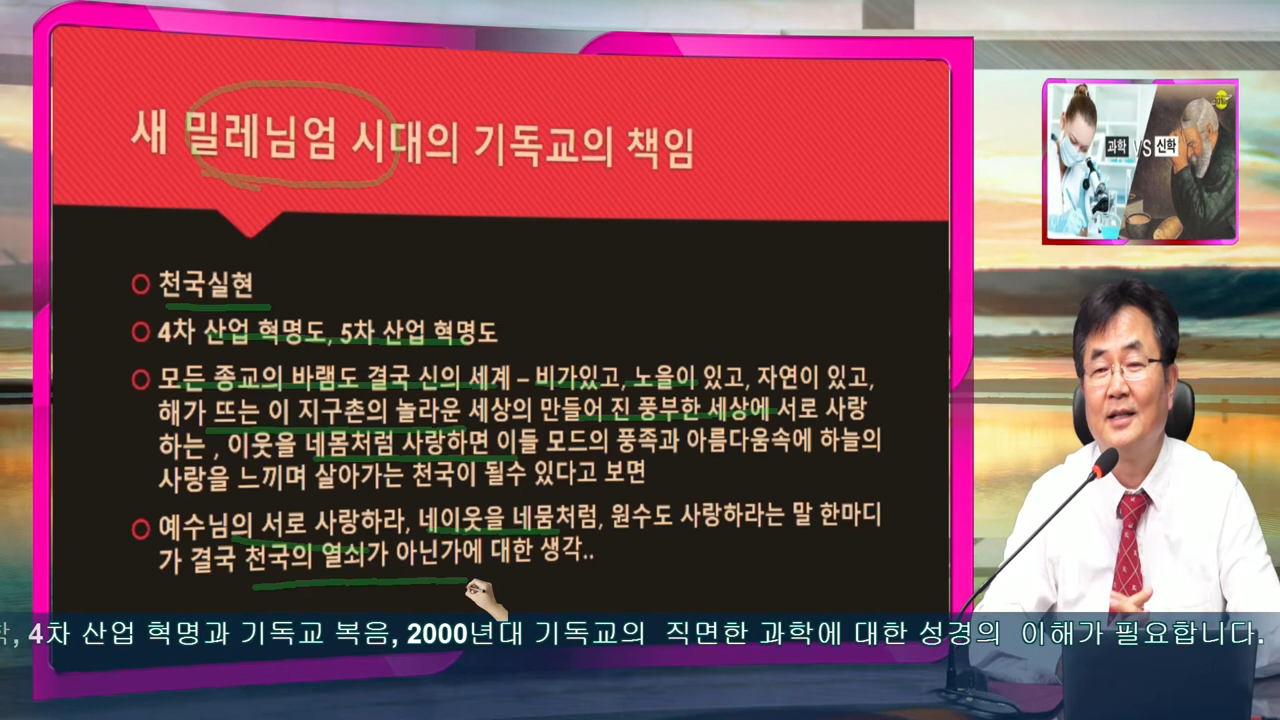 새 밀레님엄 시대의 기독교의 책임
천국실현
4차 산업 혁명도, 5차 산업 혁명도
모든 종교의 바램도 결국 신의 세계 – 비가있고, 노을이 있고, 자연이 있고,
해가 뜨는 이 지구촌의 놀라운 세상의 만들어 진 풍부한 세상에 서로 사랑
하는 , 이웃을 네몸처럼 사랑하면 이들 모드의 풍족과 아름다움속에 하늘의
사랑을 느끼며 살아가는 천국이 될수 있다고 보면
예수님의 서로 사랑하라, 네이웃을 네뭄처럼, 원수도 사랑하라는 말 한마디
가 결국 천국의 열쇠가 아닌가에 대한 생각..
과학 VS 신학
, 4차 산업 혁명과 기독교 복음, 2000년대 기독교의 직면한 과학에 대한 성경의 이해가 필요합니다.